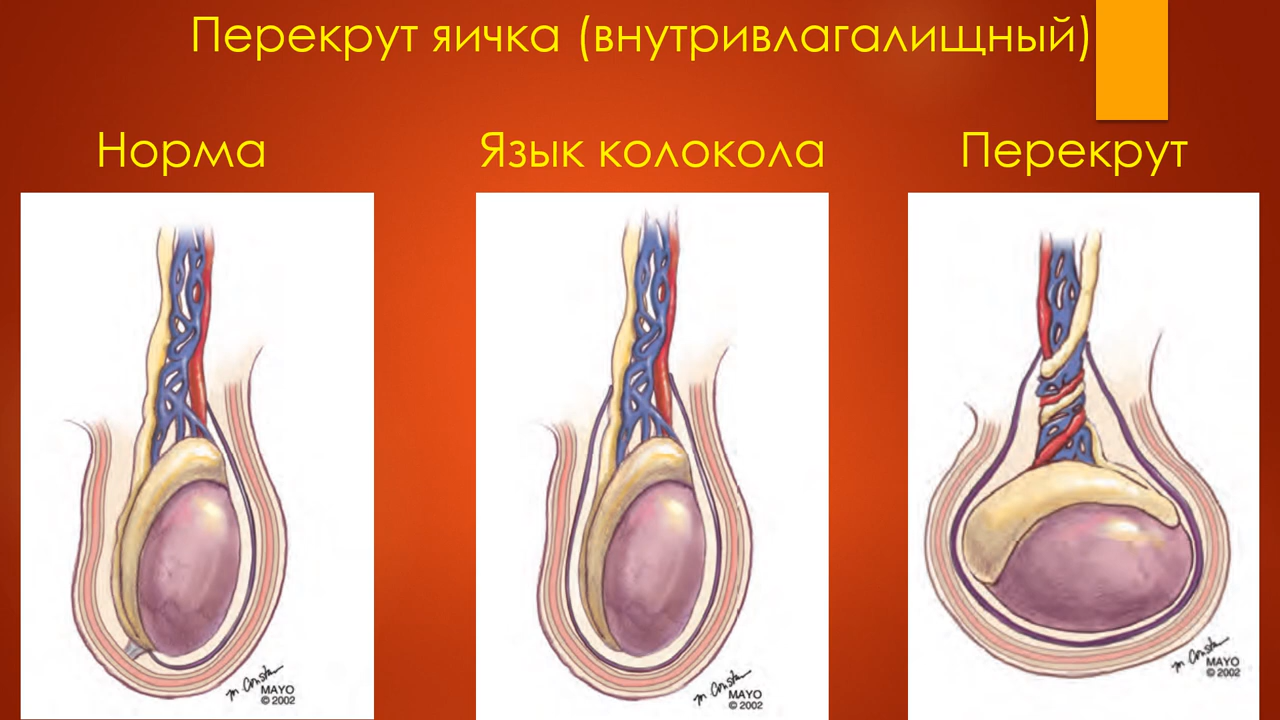 Перекрут яичка (внутривлагалищный)
Норма
Язык колокола
Перекрут
MAYO
© 2002
MAYO
© 2002
MAYO
© 2002